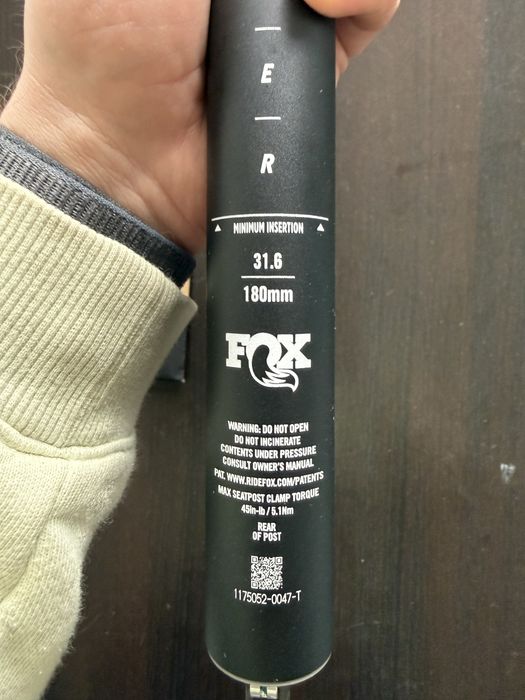 E
R
MINIMUM INSERTION
31.6
180mm
FOX
WARNING: DO NOT OPEN
DO NOT INCINERATE
CONTENTS UNDER PRESSURE
CONSULT OWNER'S MANUAL
PAT. WWW.RIDEFOX.COM/PATENTS
MAX SEATPOST CLAMP TORQUE
45in-lb / 5.1Nm
REAR
OF POST
1175052-0047-T